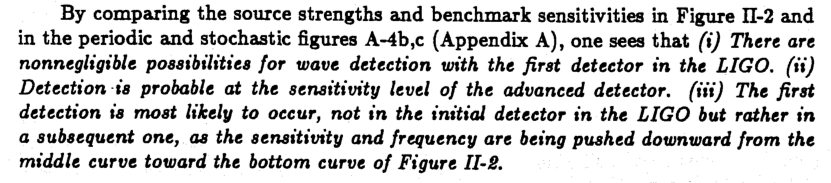 By comparing the source strengths and benchmark sensitivities in Figure II-2 and
in the periodic and stochastic figures A-4b,c (Appendix A), one sees that (i) There are
nonnegligible possibilities for wave detection with the first detector in the LIGO. (ii)
Detection is probable at the sensitivity level of the advanced detector. (iii) The first
detection is most likely to occur, not in the initial detector in the LIGO but rather in
a subsequent one, as the sensitivity and frequency are being pushed downward from the
middle curve toward the bottom curve of Figure II-2.